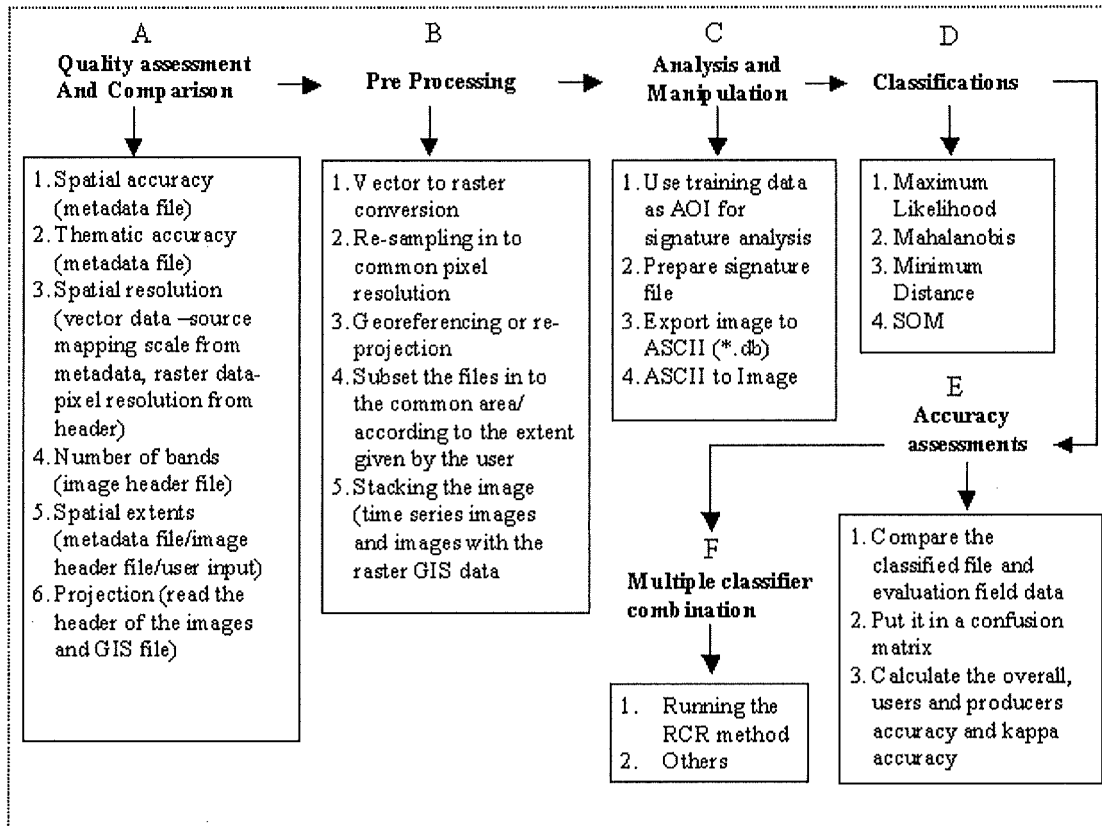 A
Quality assessment
And Comparison
1. Spatial accuracy
(metadata file)
2. Thematic accuracy
(metadata file)
3. Spatial resolution
(vector data –source
mapping scale from
metadata, raster data-
pixel resolution from
header)
4. Number of bands
(image header file)
5. Spatial extents
(metadata file/image
header file/user input)
6. Projection (read the
header of the images
and GIS file)
B
Pre Processing
1. Vector to raster
conversion
2. Re-sampling in to
common pixel
resolution
3. Georeferencing or re-
projection
4. Subset the files in to
the common area/
according to the extent
given by the user
5. Stacking the image
(time series images
and images with the
raster GIS data
C
Analysis and
Manipulation
1. Use training data
as AOI for
signature analysis
2. Prepare signature
file
3. Export image to
ASCII (*.db)
4. ASCII to Image
D
Classifications
1. Maximum
Likelihood
2. Mahalanobis
3. Minimum
Distance
4. SOM
E
Accuracy
assessments
1. Compare the
classified file and
evaluation field data
2. Put it in a confusion
matrix
3. Calculate the overall,
users and producers
accuracy and kappa
accuracy
F
Multiple classifier
combination
1. Running the
RCR method
2. Others